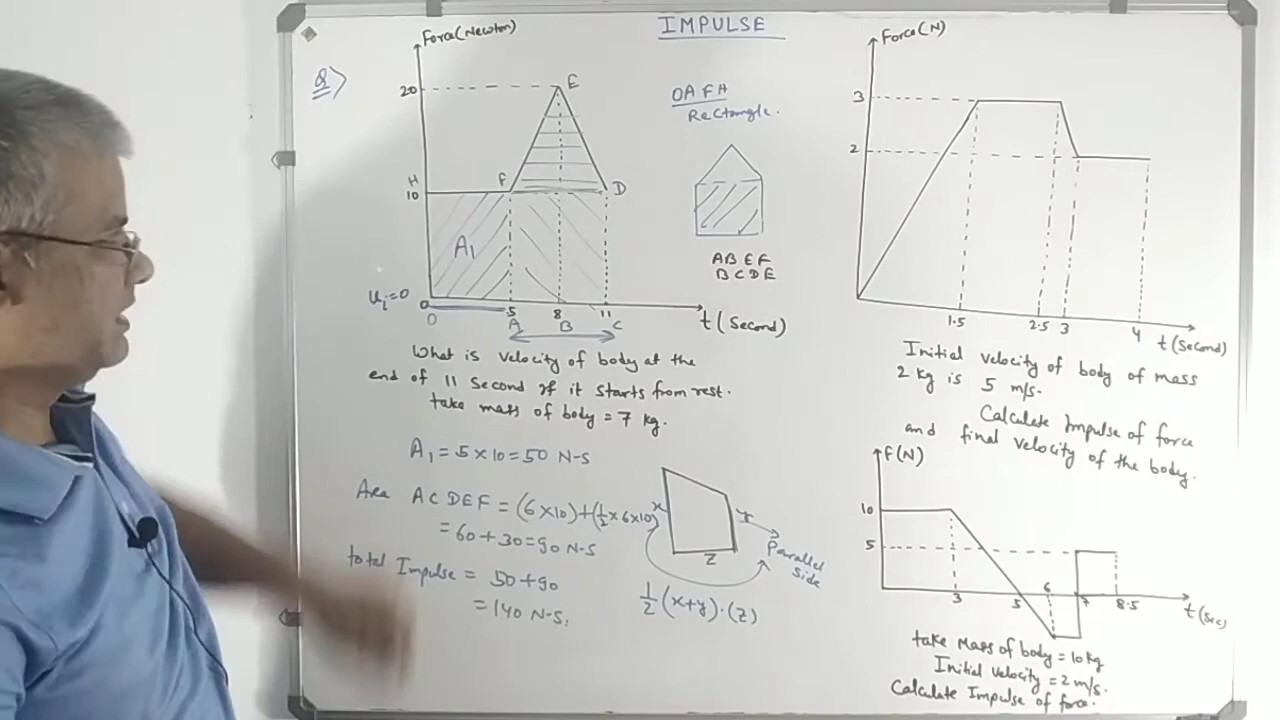 IMPULSE
Q>
Force(Newton)
20
E
H
10
F
D
A1
ui=0
0
5
8
11
O
A
B
C
t (Second)
OAFH
Rectangle.
ABEF
BCDE
What is velocity of body at the
end of 11 second if it starts from rest.
take mass of body = 7 kg.
A1 = 5 × 10 = 50 N-S
Area ACDEF = (6×10)+(1/2×6×10)
= 60 + 30 = 90 N-S
total Impulse = 50+90
= 140 N-S.
x
y
z
Parallel
Side
1/2 (x+y)·(z)
Force(N)
3
2
1.5
2.5
3
4
t (Second)
Initial velocity of body of mass
2 kg is 5 m/s.
Calculate Impulse of force
and final velocity of the body.
F(N)
10
5
3
5
6
7
8.5
t (Sec)
take Mass of body = 10kg
Initial velocity = 2 m/s.
Calculate Impulse of force.